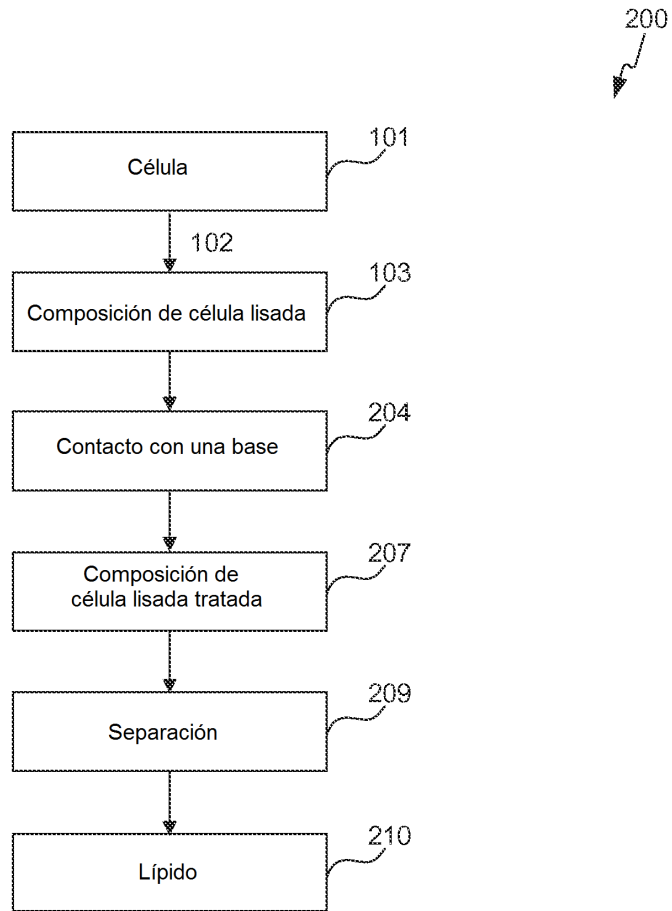 200
101
Célula
102
103
Composición de célula lisada
204
Contacto con una base
207
Composición de
célula lisada tratada
209
Separación
210
Lípido